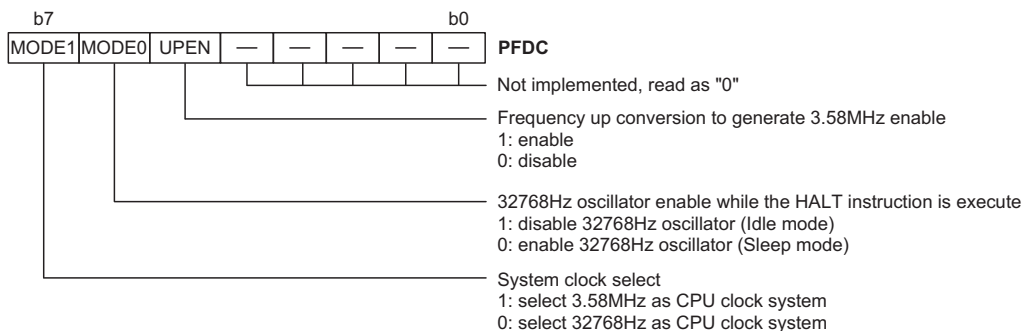 b7 b0
MODE1 MODE0 UPEN — — — — — PFDC
Not implemented, read as "0"
Frequency up conversion to generate 3.58MHz enable
1: enable
0: disable
32768Hz oscillator enable while the HALT instruction is execute
1: disable 32768Hz oscillator (Idle mode)
0: enable 32768Hz oscillator (Sleep mode)
System clock select
1: select 3.58MHz as CPU clock system
0: select 32768Hz as CPU clock system